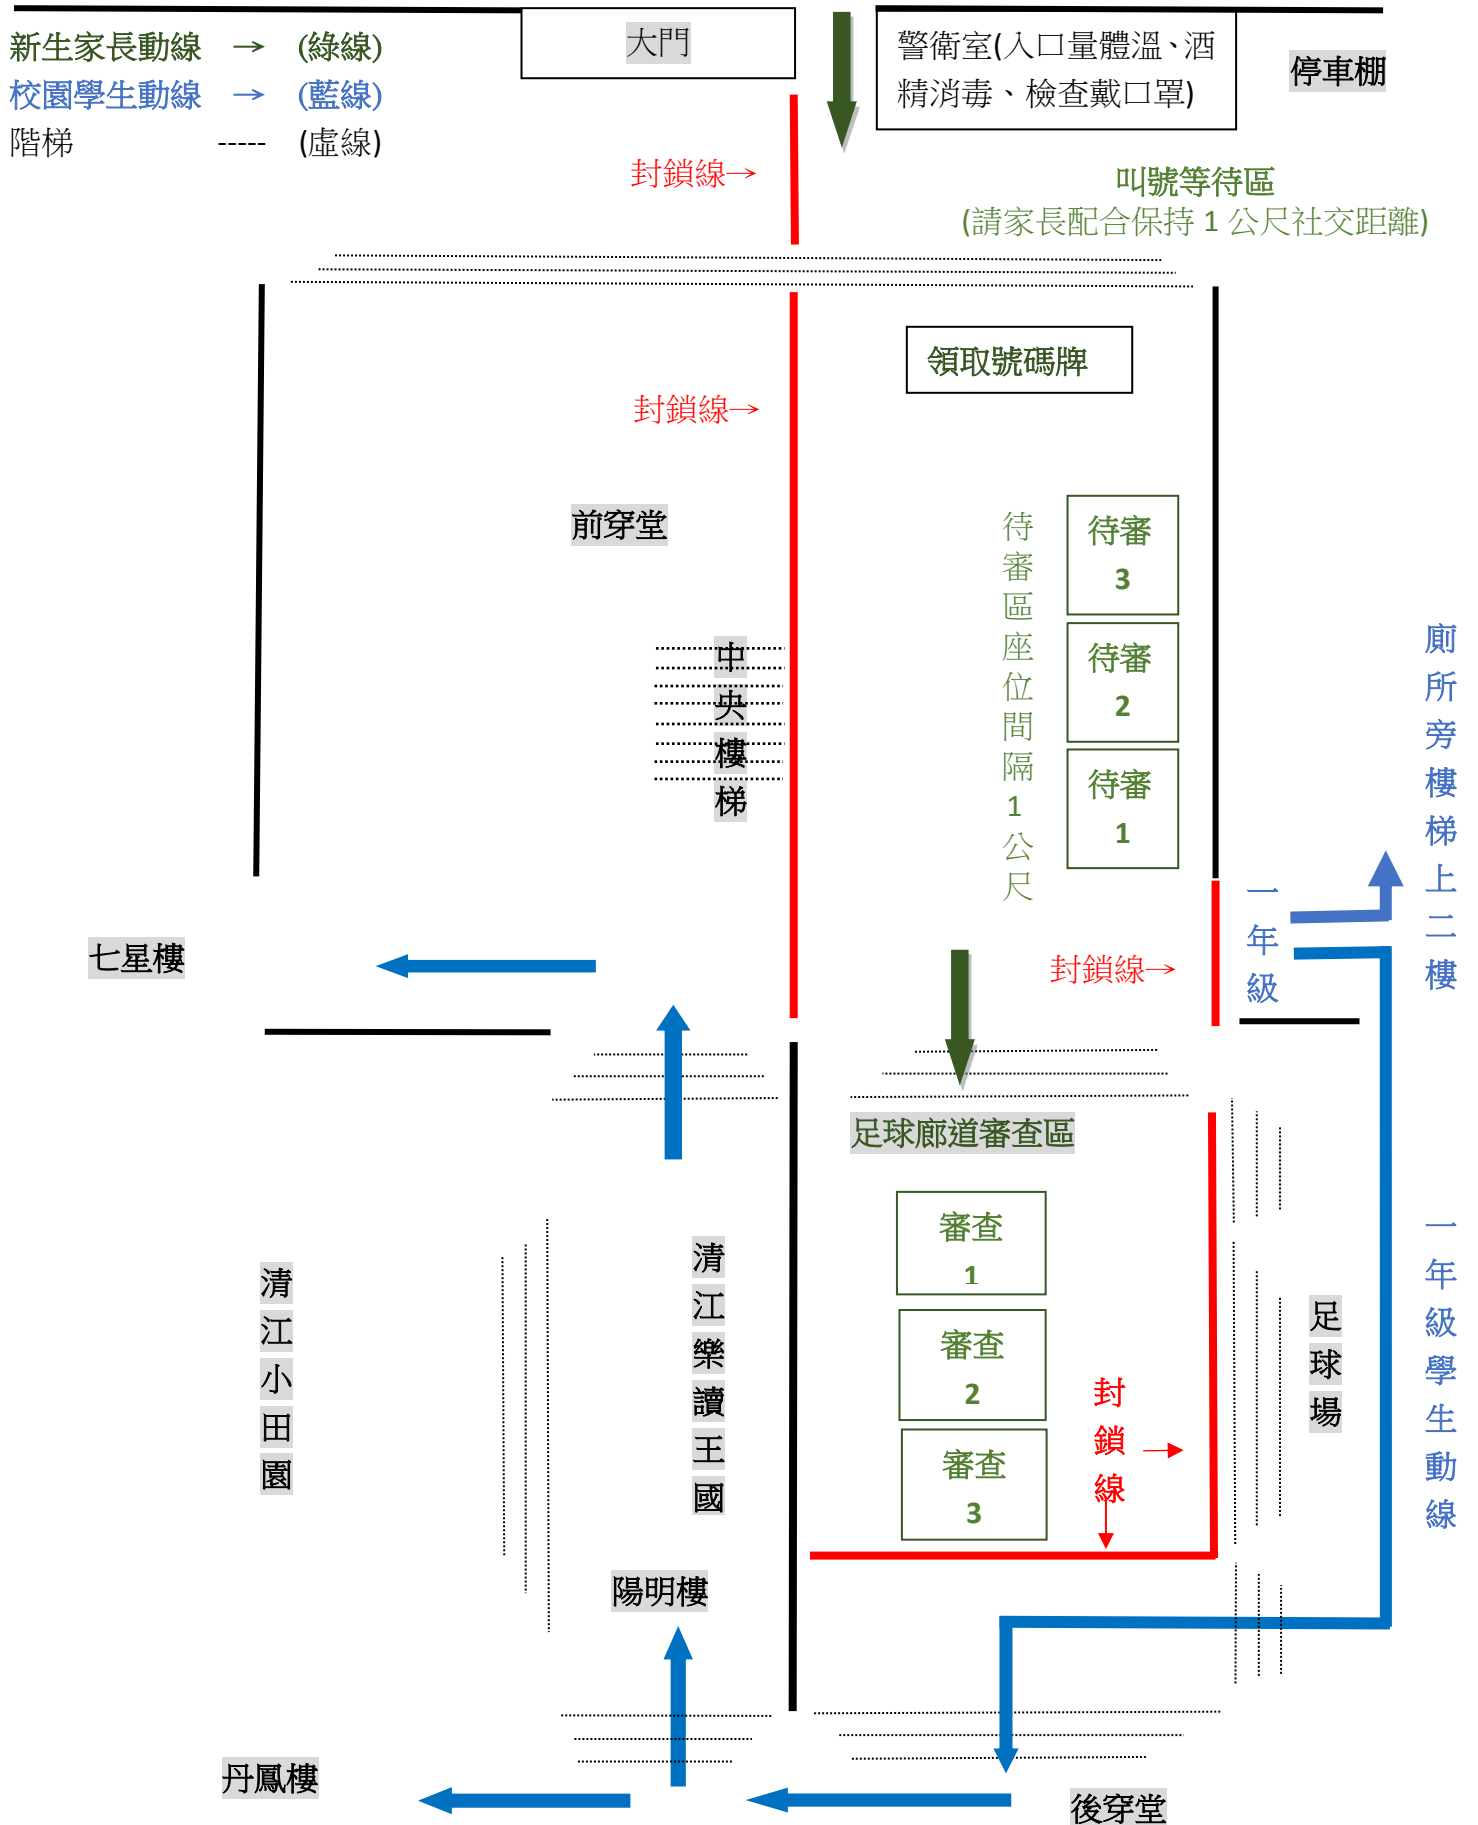 新生家長動線 → (綠線)
校園學生動線 → (藍線)
階梯 ----- (虛線)
大門
警衛室(入口量體溫、酒
精消毒、檢查戴口罩)
停車棚
封鎖線→
叫號等待區
(請家長配合保持 1 公尺社交距離)
領取號碼牌
封鎖線→
前穿堂
待審區座位間隔1公尺
待審
3
待審
2
待審
1
中央樓梯
廁所旁樓梯上二樓
一年級
七星樓
封鎖線→
足球廊道審查區
審查
1
審查
2
審查
3
封鎖線
清江小田園
清江樂讀王國
足球場
一年級學生動線
陽明樓
丹鳳樓
後穿堂